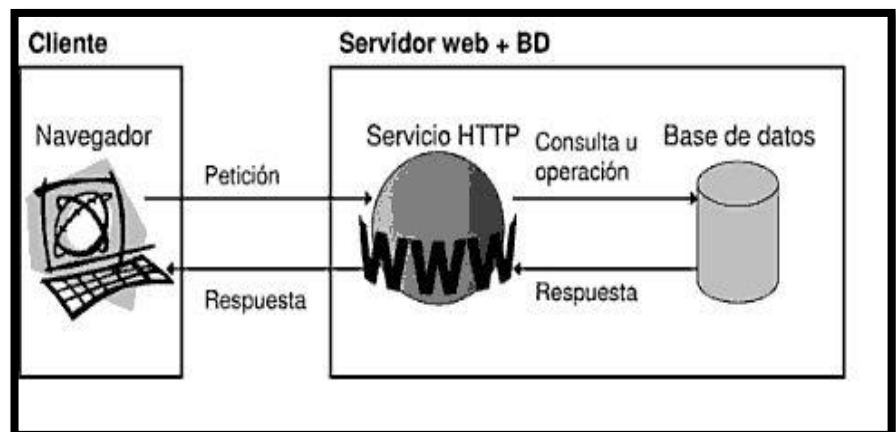 Cliente
Servidor web + BD
Navegador
Petición
Respuesta
Servicio HTTP
WWW
Consulta u
operación
Respuesta
Base de datos